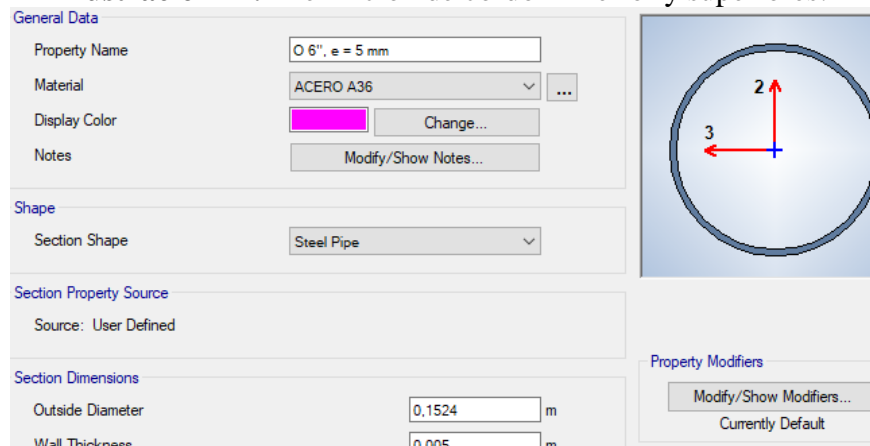 General Data
Property Name O 6", e = 5 mm
Material ACERO A36 ...
Display Color Change...
Notes Modify/Show Notes...
2
3
Shape
Section Shape Steel Pipe
Section Property Source
Source: User Defined
Property Modifiers
Section Dimensions
Modify/Show Modifiers...
Outside Diameter 0,1524 m
Currently Default
Wall Thickness 0,005 m